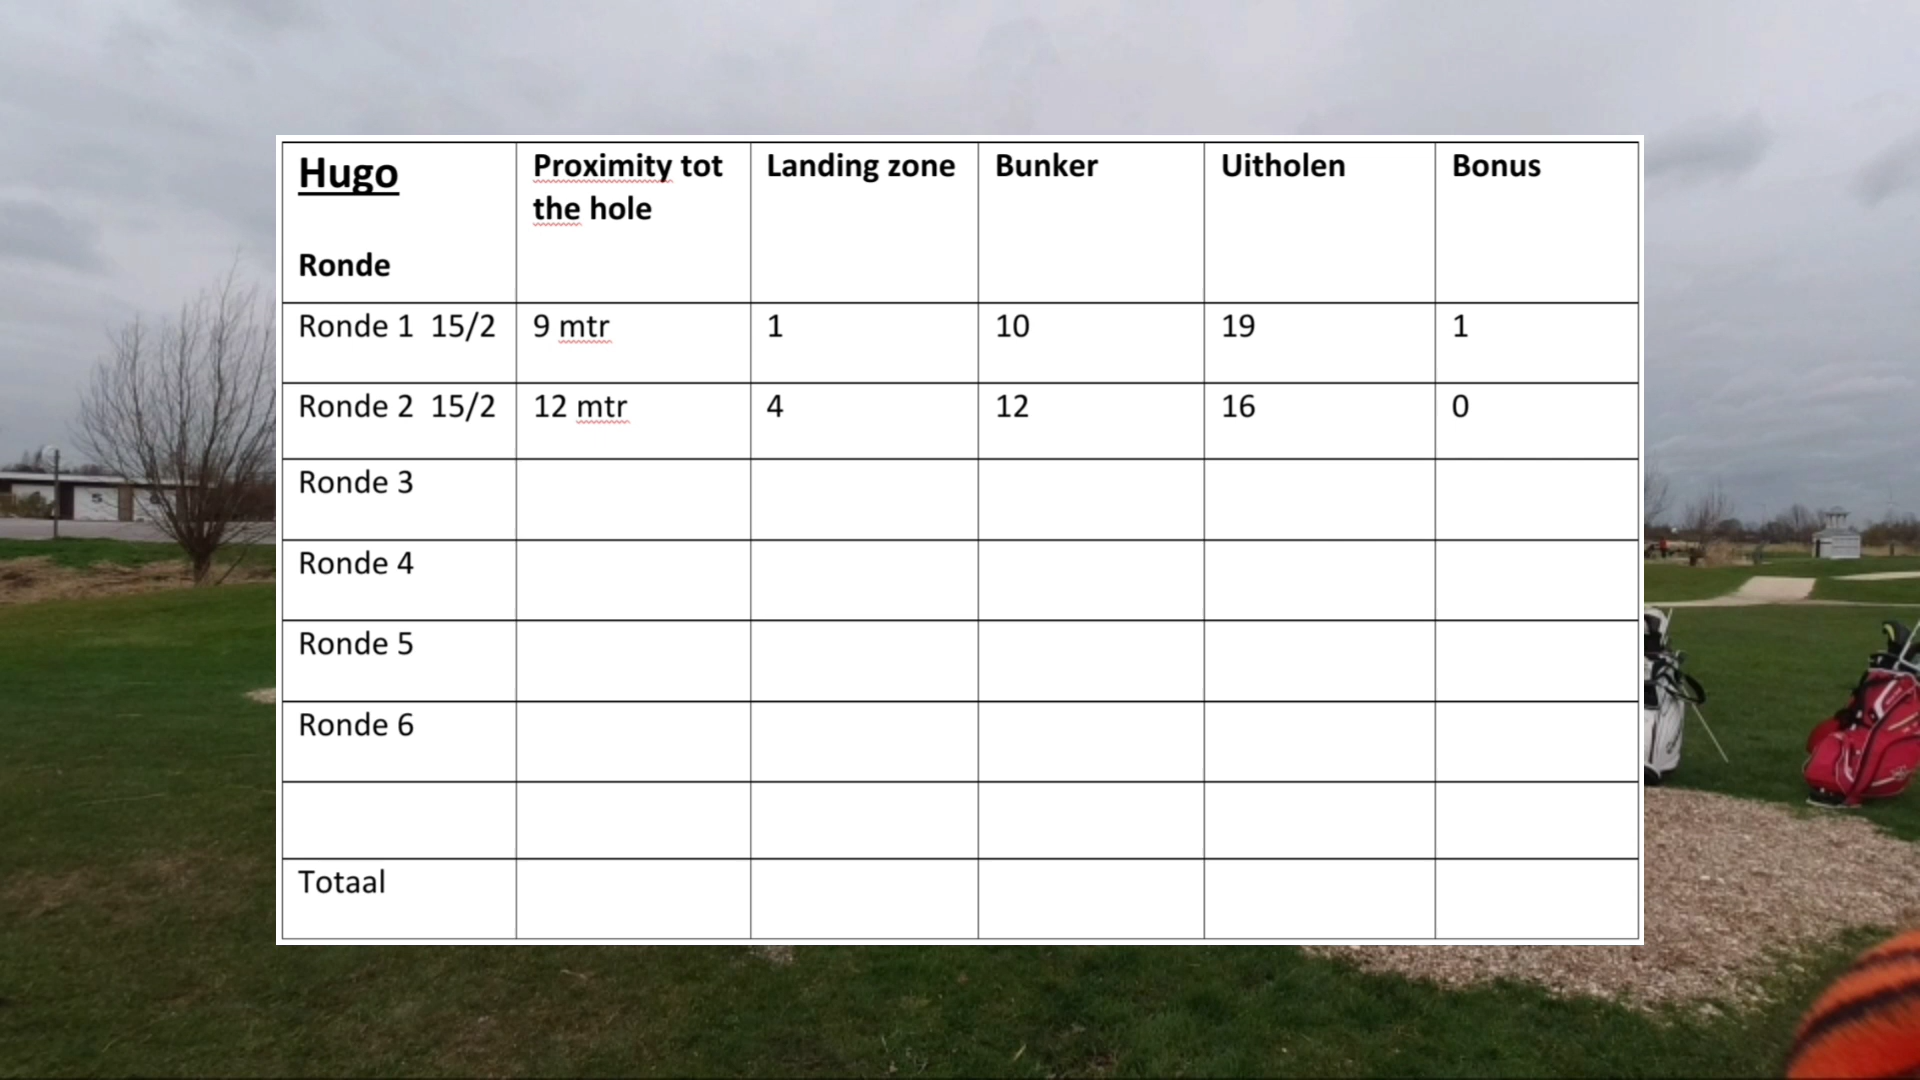 Hugo
Ronde
Proximity tot
the hole
Landing zone
Bunker
Uitholen
Bonus
Ronde 1 15/2
9 mtr
1
10
19
1
Ronde 2 15/2
12 mtr
4
12
16
0
Ronde 3
Ronde 4
Ronde 5
Ronde 6
Totaal
5